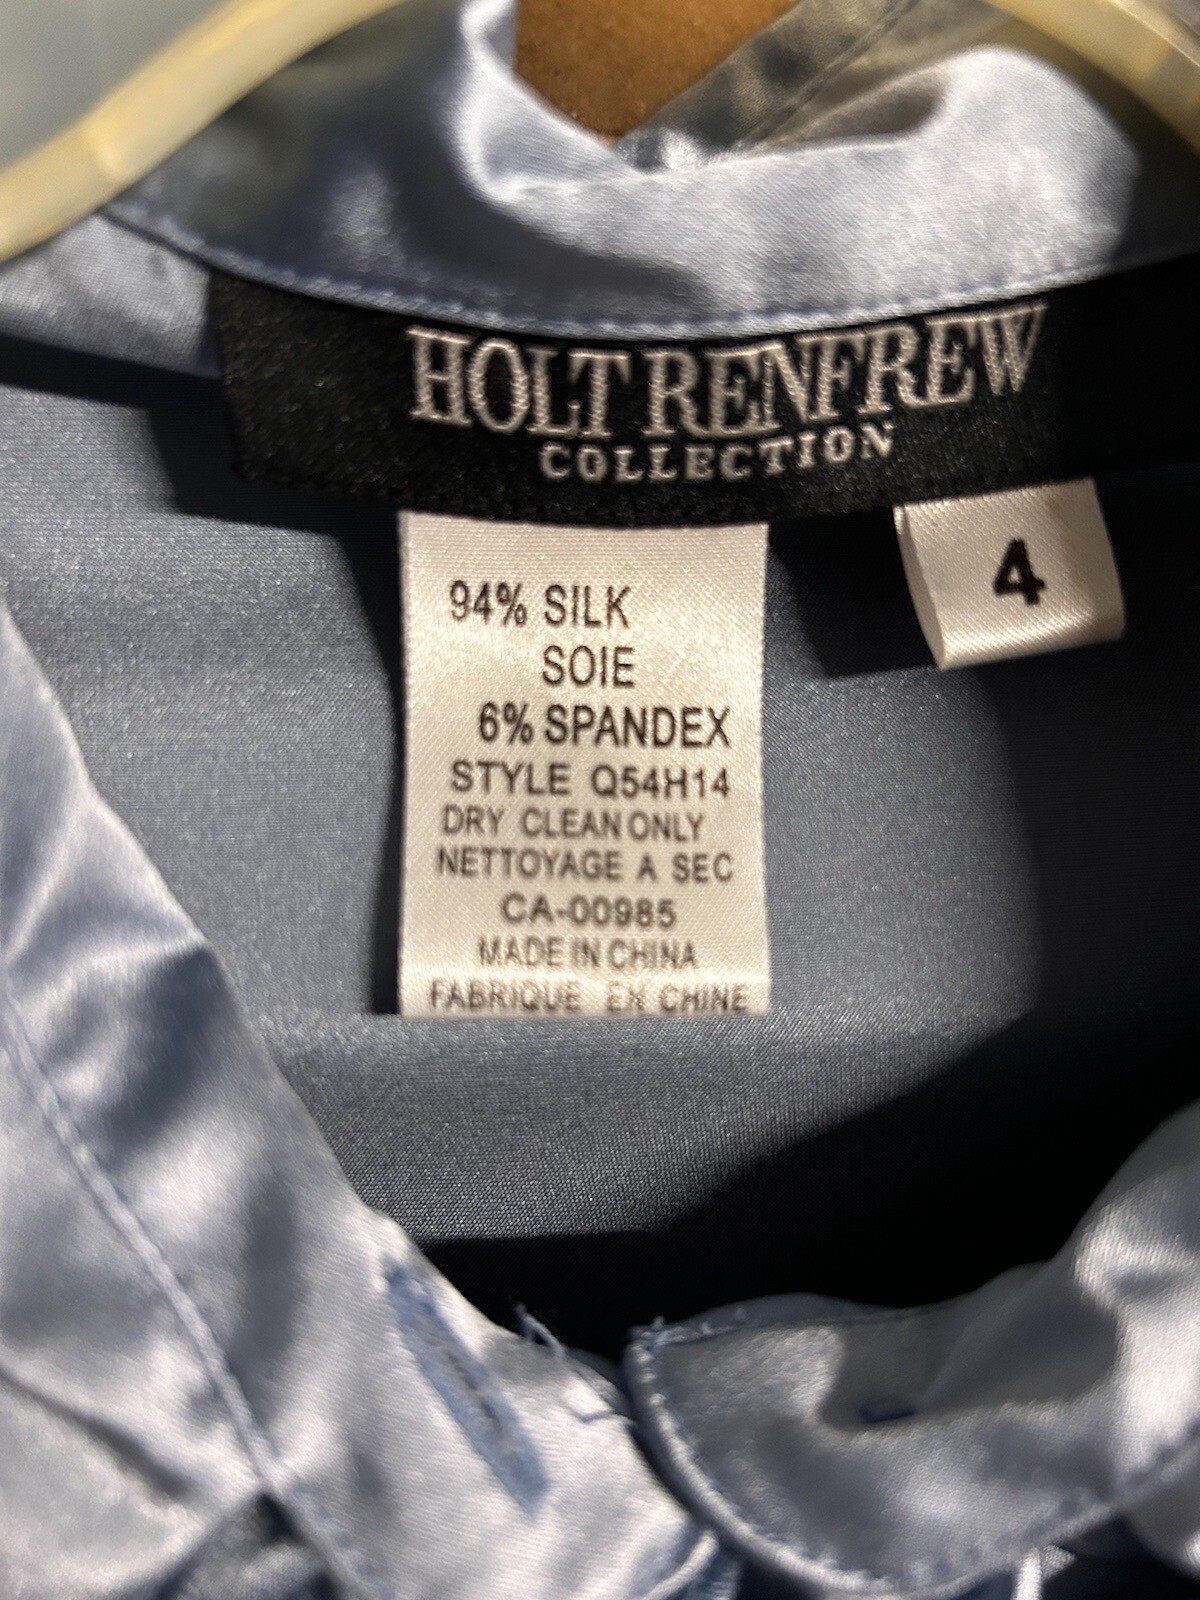 HOLT RENFREW
COLLECTION
4
94% SILK
SOIE
6% SPANDEX
STYLE Q54H14
DRY CLEAN ONLY
NETTOYAGE A SEC
CA-00985
MADE IN CHINA
FABRIQUE EN CHINE